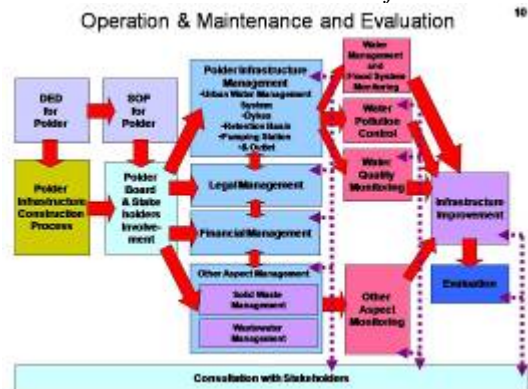 Operation & Maintenance and Evaluation
10
DED
for
Polder
SOP
for
Polder
Polder
Infrastructure
Construction
Process
Polder
Board
& Stake
holders
Involve-
ment
Polder Infrastructure
Management
-Urban Water Management
System
-Dykes
-Retention Basin
-Pumping Station
-& Outlet
Legal Management
Financial Management
Other Aspect Management
Solid Waste
Management
Wastewater
Management
Water
Management
and
Flood System
Monitoring
Water
Pollution
Control
Water
Quality
Monitoring
Other
Aspect
Monitoring
Infrastructure
Improvement
Evaluation
Consultation with Stakeholders